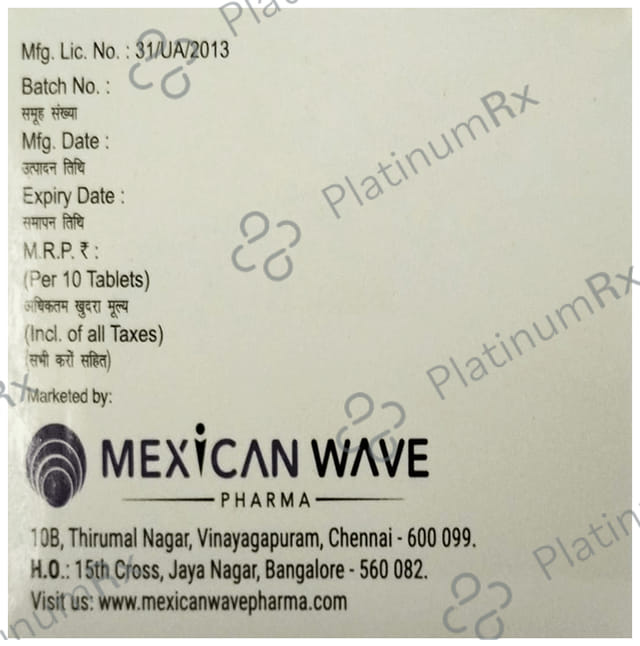 Mfg. Lic. No. : 31/UA/2013
Batch No. :
समूह संख्या
Mfg. Date :
उत्पादन तिथि
Expiry Date :
समापन तिथि
M.R.P. ₹ :
(Per 10 Tablets)
अधिकतम खुदरा मूल्य
(Incl. of all Taxes)
(सभी करों सहित)
Marketed by:
MEXICAN WAVE
PHARMA
10B, Thirumal Nagar, Vinayagapuram, Chennai - 600 099.
H.O.: 15th Cross, Jaya Nagar, Bangalore - 560 082.
Visit us: www.mexicanwavepharma.com
PlatinumRx
PlatinumRx